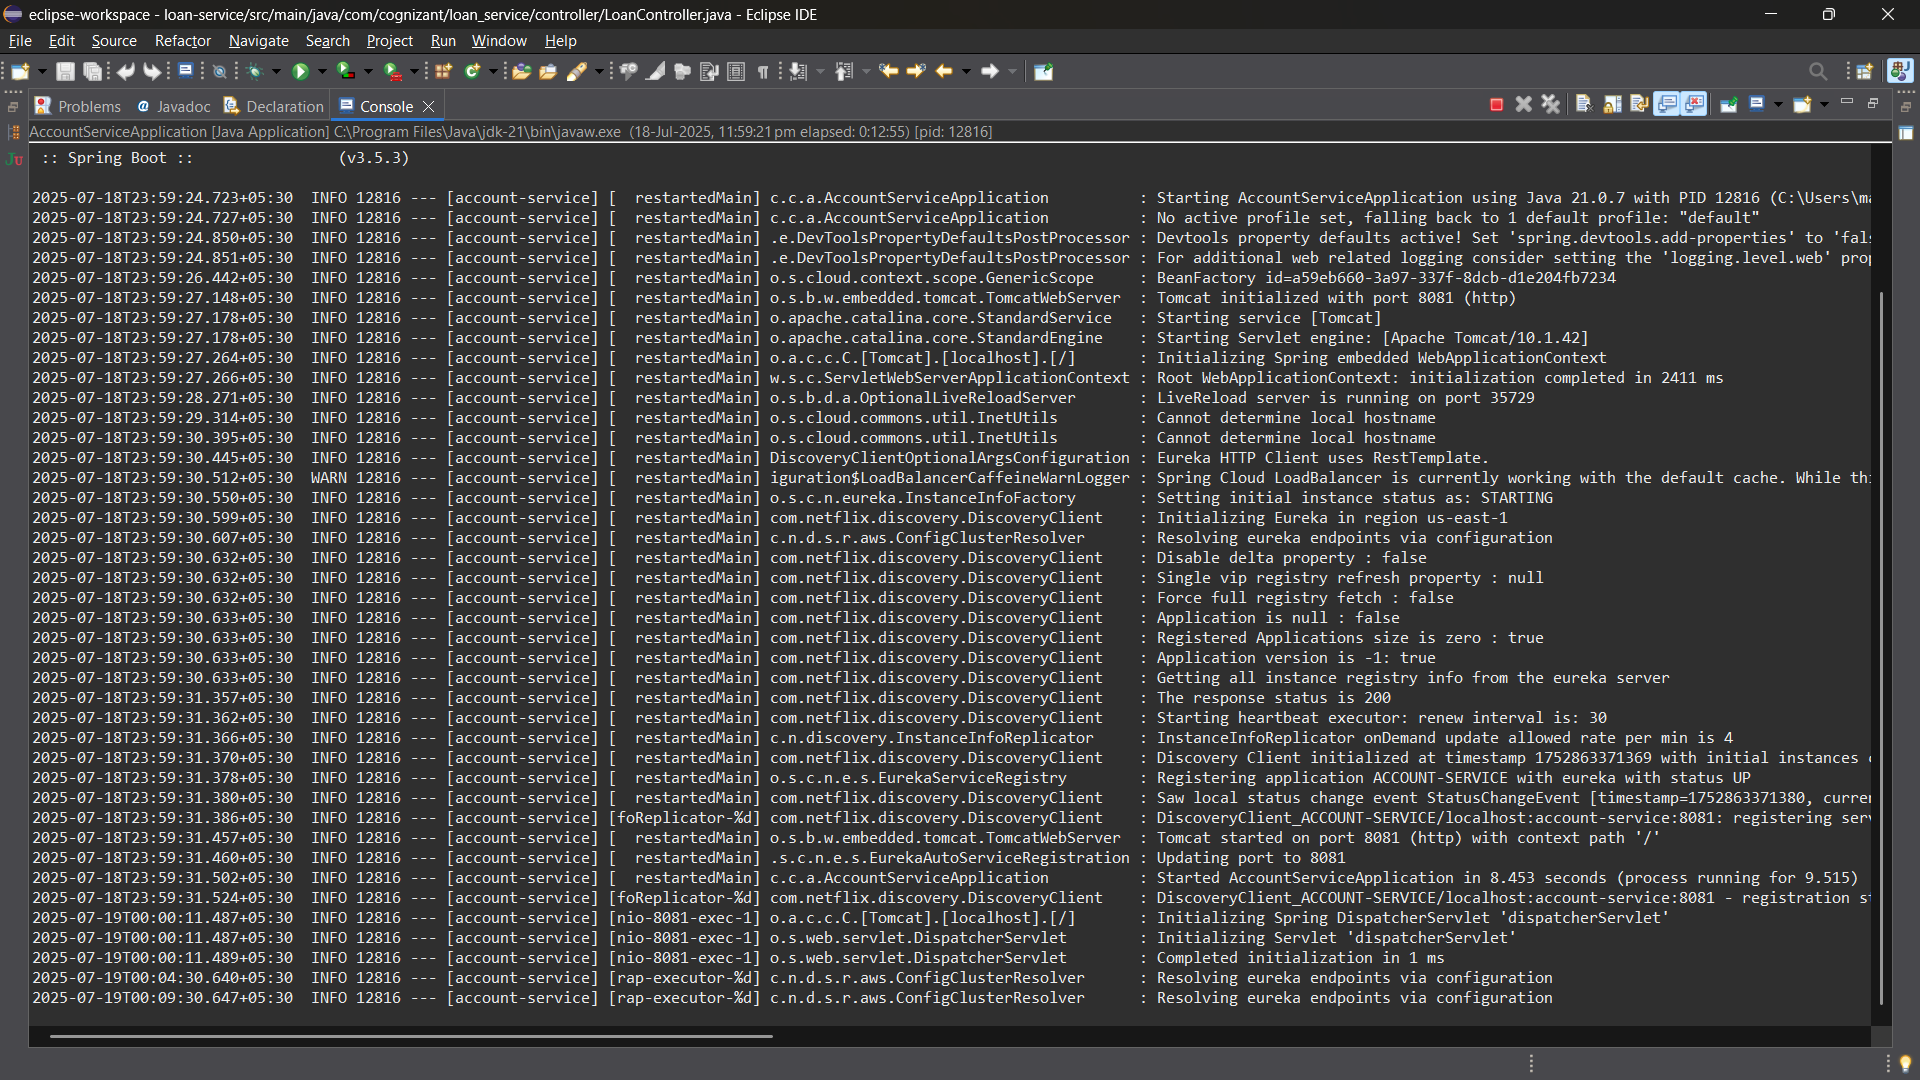 eclipse-workspace - loan-service/src/main/java/com/cognizant/loan_service/controller/LoanController.java - Eclipse IDE
File Edit Source Refactor Navigate Search Project Run Window Help
Problems @ Javadoc Declaration Console
AccountServiceApplication [Java Application] C:\Program Files\Java\jdk-21\bin\javaw.exe (18-Jul-2025, 11:59:21 pm elapsed: 0:12:55) [pid: 12816]
:: Spring Boot :: (v3.5.3)
2025-07-18T23:59:24.723+05:30 INFO 12816 --- [account-service] [ restartedMain] c.c.a.AccountServiceApplication : Starting AccountServiceApplication using Java 21.0.7 with PID 12816 (C:\Users\ma
2025-07-18T23:59:24.727+05:30 INFO 12816 --- [account-service] [ restartedMain] c.c.a.AccountServiceApplication : No active profile set, falling back to 1 default profile: "default"
2025-07-18T23:59:24.850+05:30 INFO 12816 --- [account-service] [ restartedMain] .e.DevToolsPropertyDefaultsPostProcessor : Devtools property defaults active! Set 'spring.devtools.add-properties' to 'fal
2025-07-18T23:59:24.851+05:30 INFO 12816 --- [account-service] [ restartedMain] .e.DevToolsPropertyDefaultsPostProcessor : For additional web related logging consider setting the 'logging.level.web' prop
2025-07-18T23:59:26.442+05:30 INFO 12816 --- [account-service] [ restartedMain] o.s.cloud.context.scope.GenericScope : BeanFactory id=a59eb660-3a97-337f-8dcb-d1e204fb7234
2025-07-18T23:59:27.148+05:30 INFO 12816 --- [account-service] [ restartedMain] o.s.b.w.embedded.tomcat.TomcatWebServer : Tomcat initialized with port 8081 (http)
2025-07-18T23:59:27.178+05:30 INFO 12816 --- [account-service] [ restartedMain] o.apache.catalina.core.StandardService : Starting service [Tomcat]
2025-07-18T23:59:27.178+05:30 INFO 12816 --- [account-service] [ restartedMain] o.apache.catalina.core.StandardEngine : Starting Servlet engine: [Apache Tomcat/10.1.42]
2025-07-18T23:59:27.264+05:30 INFO 12816 --- [account-service] [ restartedMain] o.a.c.c.C.[Tomcat].[localhost].[/] : Initializing Spring embedded WebApplicationContext
2025-07-18T23:59:27.266+05:30 INFO 12816 --- [account-service] [ restartedMain] w.s.c.ServletWebServerApplicationContext : Root WebApplicationContext: initialization completed in 2411 ms
2025-07-18T23:59:28.271+05:30 INFO 12816 --- [account-service] [ restartedMain] o.s.b.d.a.OptionalLiveReloadServer : LiveReload server is running on port 35729
2025-07-18T23:59:29.314+05:30 INFO 12816 --- [account-service] [ restartedMain] o.s.cloud.commons.util.InetUtils : Cannot determine local hostname
2025-07-18T23:59:30.395+05:30 INFO 12816 --- [account-service] [ restartedMain] o.s.cloud.commons.util.InetUtils : Cannot determine local hostname
2025-07-18T23:59:30.445+05:30 INFO 12816 --- [account-service] [ restartedMain] DiscoveryClientOptionalArgsConfiguration : Eureka HTTP Client uses RestTemplate.
2025-07-18T23:59:30.512+05:30 WARN 12816 --- [account-service] [ restartedMain] iguration$LoadBalancerCaffeineWarnLogger : Spring Cloud LoadBalancer is currently working with the default cache. While thi
2025-07-18T23:59:30.550+05:30 INFO 12816 --- [account-service] [ restartedMain] o.s.c.n.eureka.InstanceInfoFactory : Setting initial instance status as: STARTING
2025-07-18T23:59:30.599+05:30 INFO 12816 --- [account-service] [ restartedMain] com.netflix.discovery.DiscoveryClient : Initializing Eureka in region us-east-1
2025-07-18T23:59:30.607+05:30 INFO 12816 --- [account-service] [ restartedMain] c.n.d.s.r.aws.ConfigClusterResolver : Resolving eureka endpoints via configuration
2025-07-18T23:59:30.632+05:30 INFO 12816 --- [account-service] [ restartedMain] com.netflix.discovery.DiscoveryClient : Disable delta property : false
2025-07-18T23:59:30.632+05:30 INFO 12816 --- [account-service] [ restartedMain] com.netflix.discovery.DiscoveryClient : Single vip registry refresh property : null
2025-07-18T23:59:30.632+05:30 INFO 12816 --- [account-service] [ restartedMain] com.netflix.discovery.DiscoveryClient : Force full registry fetch : false
2025-07-18T23:59:30.633+05:30 INFO 12816 --- [account-service] [ restartedMain] com.netflix.discovery.DiscoveryClient : Application is null : false
2025-07-18T23:59:30.633+05:30 INFO 12816 --- [account-service] [ restartedMain] com.netflix.discovery.DiscoveryClient : Registered Applications size is zero : true
2025-07-18T23:59:30.633+05:30 INFO 12816 --- [account-service] [ restartedMain] com.netflix.discovery.DiscoveryClient : Application version is -1: true
2025-07-18T23:59:30.633+05:30 INFO 12816 --- [account-service] [ restartedMain] com.netflix.discovery.DiscoveryClient : Getting all instance registry info from the eureka server
2025-07-18T23:59:31.357+05:30 INFO 12816 --- [account-service] [ restartedMain] com.netflix.discovery.DiscoveryClient : The response status is 200
2025-07-18T23:59:31.362+05:30 INFO 12816 --- [account-service] [ restartedMain] com.netflix.discovery.DiscoveryClient : Starting heartbeat executor: renew interval is: 30
2025-07-18T23:59:31.366+05:30 INFO 12816 --- [account-service] [ restartedMain] c.n.discovery.InstanceInfoReplicator : InstanceInfoReplicator onDemand update allowed rate per min is 4
2025-07-18T23:59:31.370+05:30 INFO 12816 --- [account-service] [ restartedMain] com.netflix.discovery.DiscoveryClient : Discovery Client initialized at timestamp 1752863371369 with initial instances c
2025-07-18T23:59:31.378+05:30 INFO 12816 --- [account-service] [ restartedMain] o.s.c.n.e.s.EurekaServiceRegistry : Registering application ACCOUNT-SERVICE with eureka with status UP
2025-07-18T23:59:31.380+05:30 INFO 12816 --- [account-service] [ restartedMain] com.netflix.discovery.DiscoveryClient : Saw local status change event StatusChangeEvent [timestamp=1752863371380, curren
2025-07-18T23:59:31.386+05:30 INFO 12816 --- [account-service] [foReplicator-%d] com.netflix.discovery.DiscoveryClient : DiscoveryClient_ACCOUNT-SERVICE/localhost:account-service:8081: registering serv
2025-07-18T23:59:31.457+05:30 INFO 12816 --- [account-service] [ restartedMain] o.s.b.w.embedded.tomcat.TomcatWebServer : Tomcat started on port 8081 (http) with context path '/'
2025-07-18T23:59:31.460+05:30 INFO 12816 --- [account-service] [ restartedMain] .s.c.n.e.s.EurekaAutoServiceRegistration : Updating port to 8081
2025-07-18T23:59:31.502+05:30 INFO 12816 --- [account-service] [ restartedMain] c.c.a.AccountServiceApplication : Started AccountServiceApplication in 8.453 seconds (process running for 9.515)
2025-07-18T23:59:31.524+05:30 INFO 12816 --- [account-service] [foReplicator-%d] com.netflix.discovery.DiscoveryClient : DiscoveryClient_ACCOUNT-SERVICE/localhost:account-service:8081 - registration st
2025-07-19T00:00:11.487+05:30 INFO 12816 --- [account-service] [nio-8081-exec-1] o.a.c.c.C.[Tomcat].[localhost].[/] : Initializing Spring DispatcherServlet 'dispatcherServlet'
2025-07-19T00:00:11.487+05:30 INFO 12816 --- [account-service] [nio-8081-exec-1] o.s.web.servlet.DispatcherServlet : Initializing Servlet 'dispatcherServlet'
2025-07-19T00:00:11.489+05:30 INFO 12816 --- [account-service] [nio-8081-exec-1] o.s.web.servlet.DispatcherServlet : Completed initialization in 1 ms
2025-07-19T00:04:30.640+05:30 INFO 12816 --- [account-service] [rap-executor-%d] c.n.d.s.r.aws.ConfigClusterResolver : Resolving eureka endpoints via configuration
2025-07-19T00:09:30.647+05:30 INFO 12816 --- [account-service] [rap-executor-%d] c.n.d.s.r.aws.ConfigClusterResolver : Resolving eureka endpoints via configuration